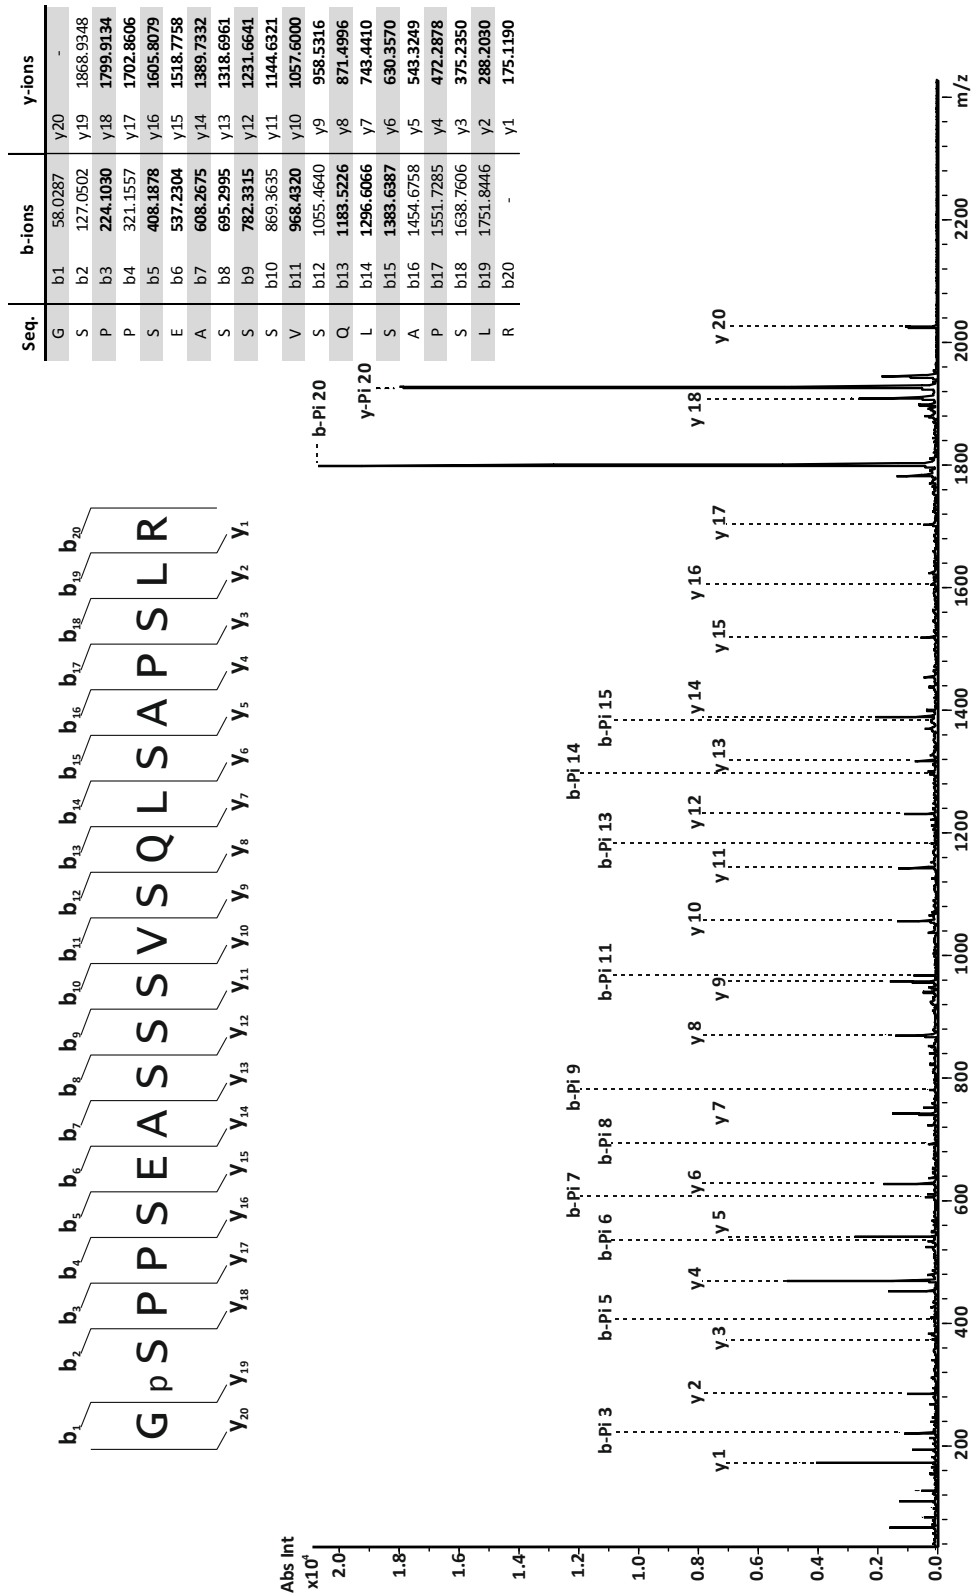 b1 b2 b3 b4 b5 b6 b7 b8 b9 b10 b11 b12 b13 b14 b15 b16 b17 b18 b19 b20
G pS P P S E A S S S V S Q L S A P S L R
y20 y19 y18 y17 y16 y15 y14 y13 y12 y11 y10 y9 y8 y7 y6 y5 y4 y3 y2 y1
Seq. b-ions y-ions
G b1 58.0287 y20 -
S b2 127.0502 y19 1868.9348
P b3 224.1030 y18 1799.9134
P b4 321.1557 y17 1702.8606
S b5 408.1878 y16 1605.8079
E b6 537.2304 y15 1518.7758
A b7 608.2675 y14 1389.7332
S b8 695.2995 y13 1318.6961
S b9 782.3315 y12 1231.6641
S b10 869.3635 y11 1144.6321
V b11 968.4320 y10 1057.6000
S b12 1055.4640 y9 958.5316
Q b13 1183.5226 y8 871.4996
L b14 1296.6066 y7 743.4410
S b15 1383.6387 y6 630.3570
A b16 1454.6758 y5 543.3249
P b17 1551.7285 y4 472.2878
S b18 1638.7606 y3 375.2350
L b19 1751.8446 y2 288.2030
R b20 - y1 175.1190
Abs Int
x10⁴
2.0
1.8
1.6
1.4
1.2
1.0
0.8
0.6
0.4
0.2
0.0
y 1
b-Pi 3
y 2
y 3
b-Pi 5
y 4
b-Pi 6
y 5
b-Pi 7
y 6
b-Pi 8
y 7
b-Pi 9
y 8
y 9
b-Pi 11
y 10
y 11
b-Pi 13
y 12
b-Pi 14
y 13
b-Pi 15
y 14
y 15
y 16
y 17
b-Pi 20
y 18
y-Pi 20
y 20
200 400 600 800 1000 1200 1400 1600 1800 2000 2200 m/z